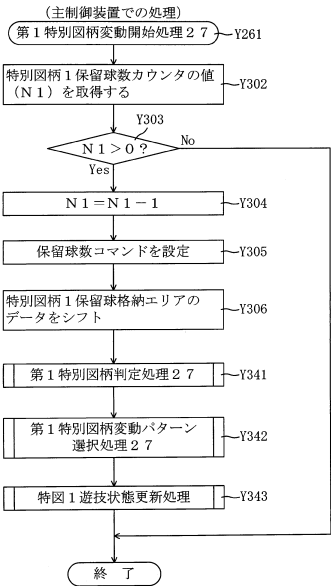 (主制御装置での処理)
第1特別図柄変動開始処理27
Y261
特別図柄1保留球数カウンタの値
(N1)を取得する
Y302
Y303
N1>0?
No
Yes
N1=N1-1
Y304
保留球数コマンドを設定
Y305
特別図柄1保留球格納エリアの
データをシフト
Y306
第1特別図柄判定処理27
Y341
第1特別図柄変動パターン
選択処理27
Y342
特図1遊技状態更新処理
Y343
終 了